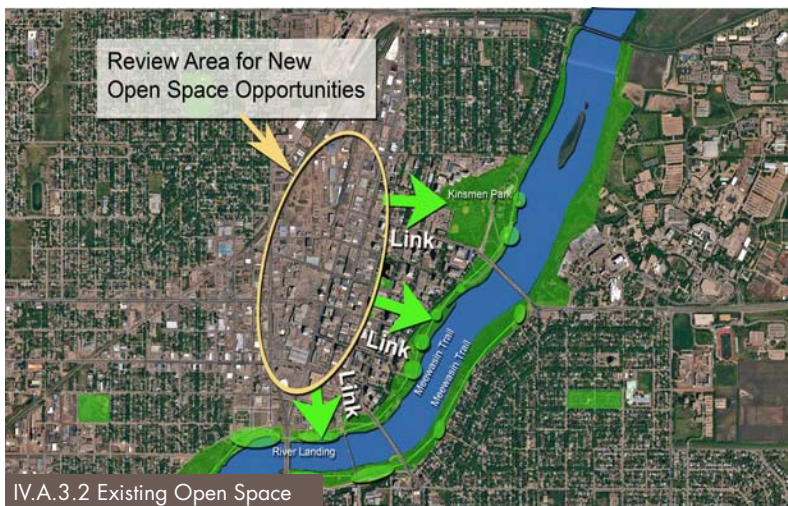 Review Area for New
Open Space Opportunities
Kinsmen Park
Link
Link
Meewasin Trail
Meewasin Trail
Link
River Landing
IV.A.3.2 Existing Open Space